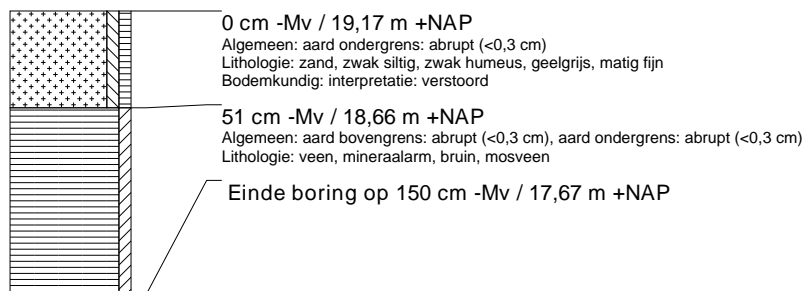 0 cm -Mv / 19,17 m +NAP
Algemeen: aard ondergrens: abrupt (<0,3 cm)
Lithologie: zand, zwak siltig, zwak humeus, geelgrijs, matig fijn
Bodemkundig: interpretatie: verstoord
51 cm -Mv / 18,66 m +NAP
Algemeen: aard bovengrens: abrupt (<0,3 cm), aard ondergrens: abrupt (<0,3 cm)
Lithologie: veen, mineraalarm, bruin, mosveen
Einde boring op 150 cm -Mv / 17,67 m +NAP